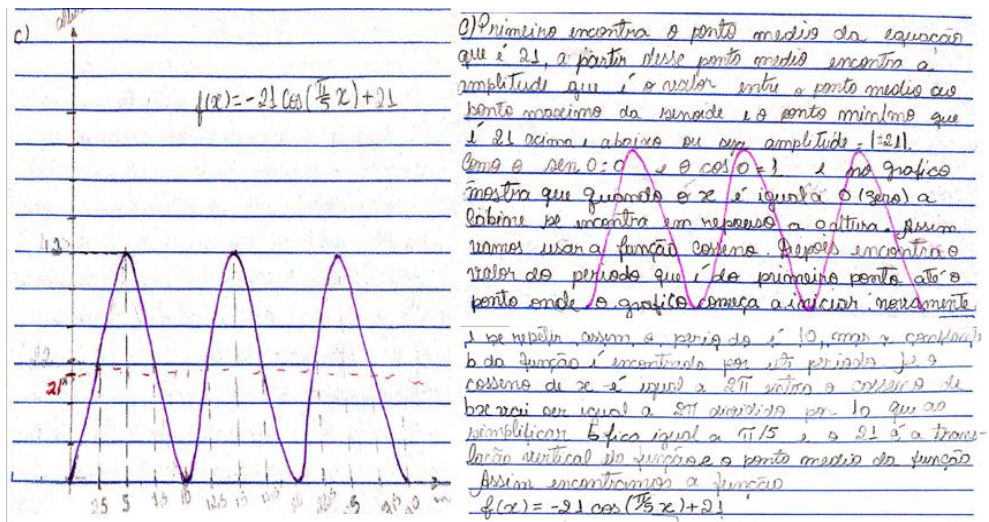 c)
f(x) = -21 cos(π/5 x) + 21
42
22
21
2,5 5 7,5 10 12,5 15 20 22,5
c) Primeiro encontra o ponto medio da equação
que é 21, a partir desse ponto medio encontra a
amplitude que é o valor entre o ponto medio ao
ponto maximo da senoide e o ponto minimo que
é 21 acima e abaixo ou seja amplitude = |-21|.
Como o sen 0 = 0 e o cos 0 = 1 e no grafico
mostra que quando o x é igual a 0 (zero) a
cabine se encontra em repouso a altura. Assim
vamos usar a função cosseno. Depois encontra o
valor do periodo que é do primeiro ponto até o
ponto onde o grafico começa a iniciar novamente
e se repetir assim o periodo é 10, mas a constante
b da função é encontrada por periodo se o
cosseno de x é igual a 2π então o cosseno de
bx vai ser igual a 2π dividido por 10 que ao
simplificar b fica igual a π/5 e o 21 é a trans-
lação vertical da função e o ponto medio da função
Assim encontramos a função
f(x) = -21 cos(π/5 x) + 21